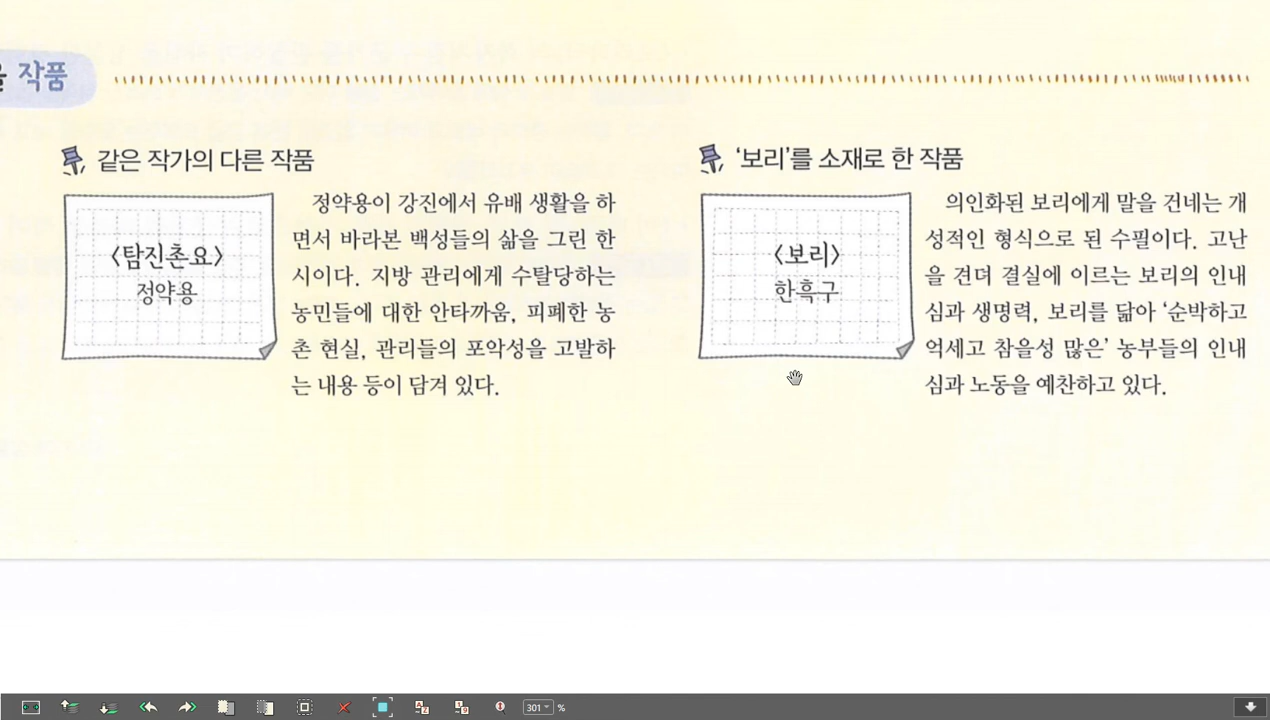 작품
같은 작가의 다른 작품
〈탐진촌요〉
정약용
정약용이 강진에서 유배 생활을 하
면서 바라본 백성들의 삶을 그린 한
시이다. 지방 관리에게 수탈당하는
농민들에 대한 안타까움, 피폐한 농
촌 현실, 관리들의 포악성을 고발하
는 내용 등이 담겨 있다.
'보리'를 소재로 한 작품
〈보리〉
한흑구
의인화된 보리에게 말을 건네는 개
성적인 형식으로 된 수필이다. 고난
을 견뎌 결실에 이르는 보리의 인내
심과 생명력, 보리를 닮아 '순박하고
억세고 참을성 많은' 농부들의 인내
심과 노동을 예찬하고 있다.
301 %